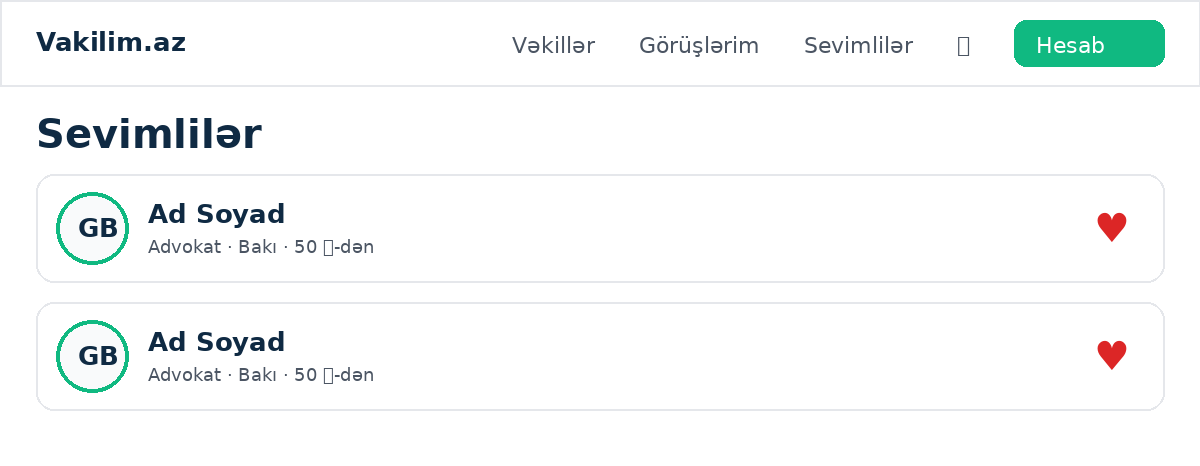 Vakilim.az
Vəkillər Görüşlərim Sevimlilər Hesab
Sevimlilər
GB
Ad Soyad
Advokat · Bakı · 50 -dən
GB
Ad Soyad
Advokat · Bakı · 50 -dən